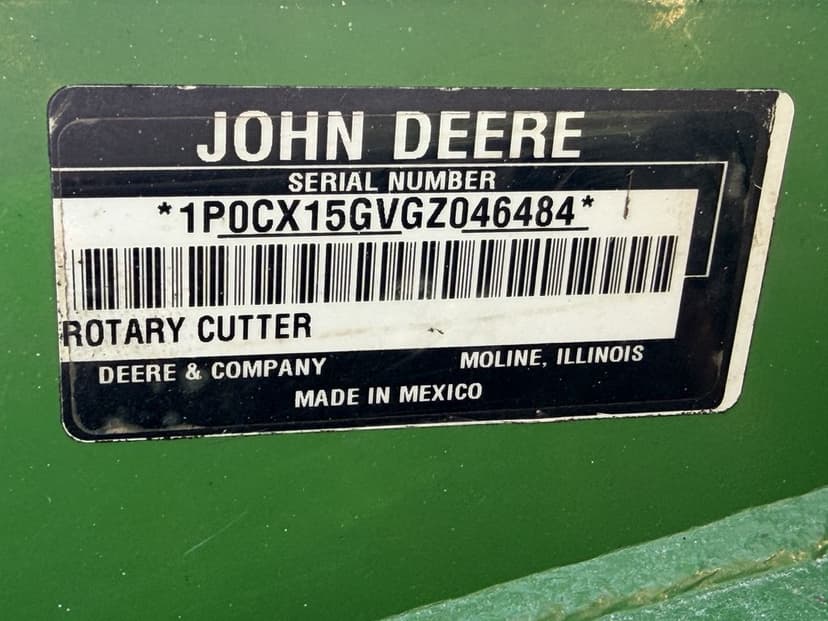 JOHN DEERE
SERIAL NUMBER
*1P0CX15GVGZ046484*
ROTARY CUTTER
DEERE & COMPANY MOLINE, ILLINOIS
MADE IN MEXICO